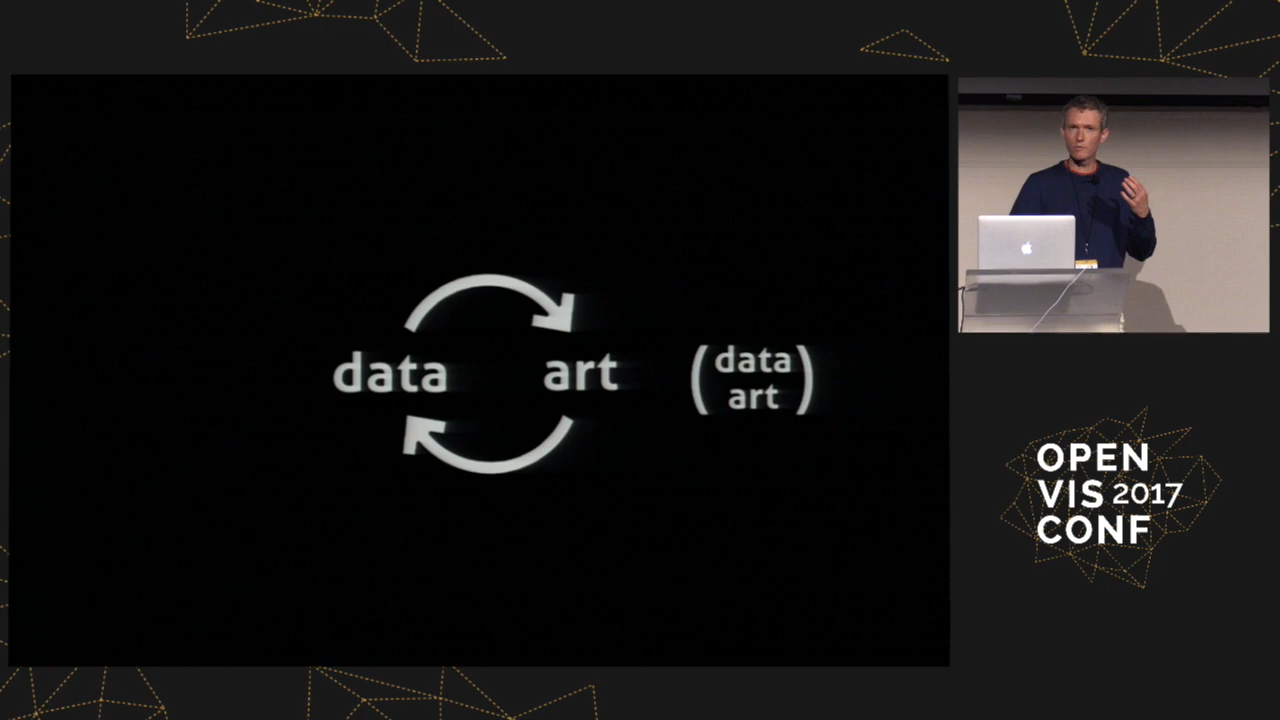 data art
(data
art)
OPEN
VIS 2017
CONF